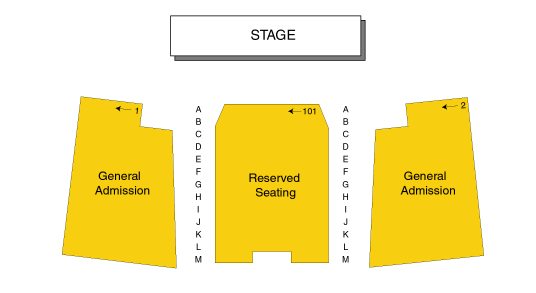 STAGE
1
101
2
A
B
C
D
E
F
G
H
I
J
K
L
M
A
B
C
D
E
F
G
H
I
J
K
L
M
General
Admission
Reserved
Seating
General
Admission